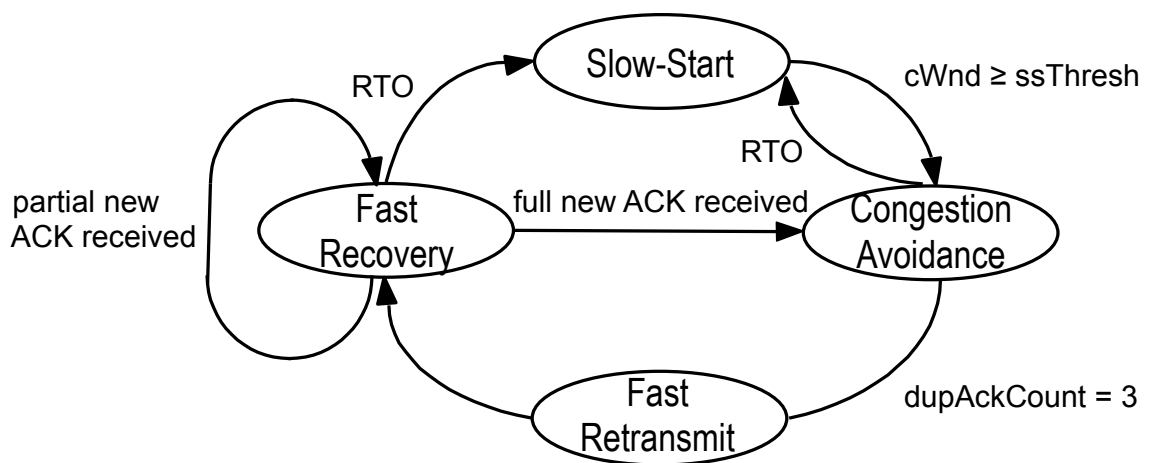 Slow-Start
cWnd ≥ ssThresh
RTO
RTO
partial new
ACK received
Fast
Recovery
full new ACK received
Congestion
Avoidance
Fast
Retransmit
dupAckCount = 3